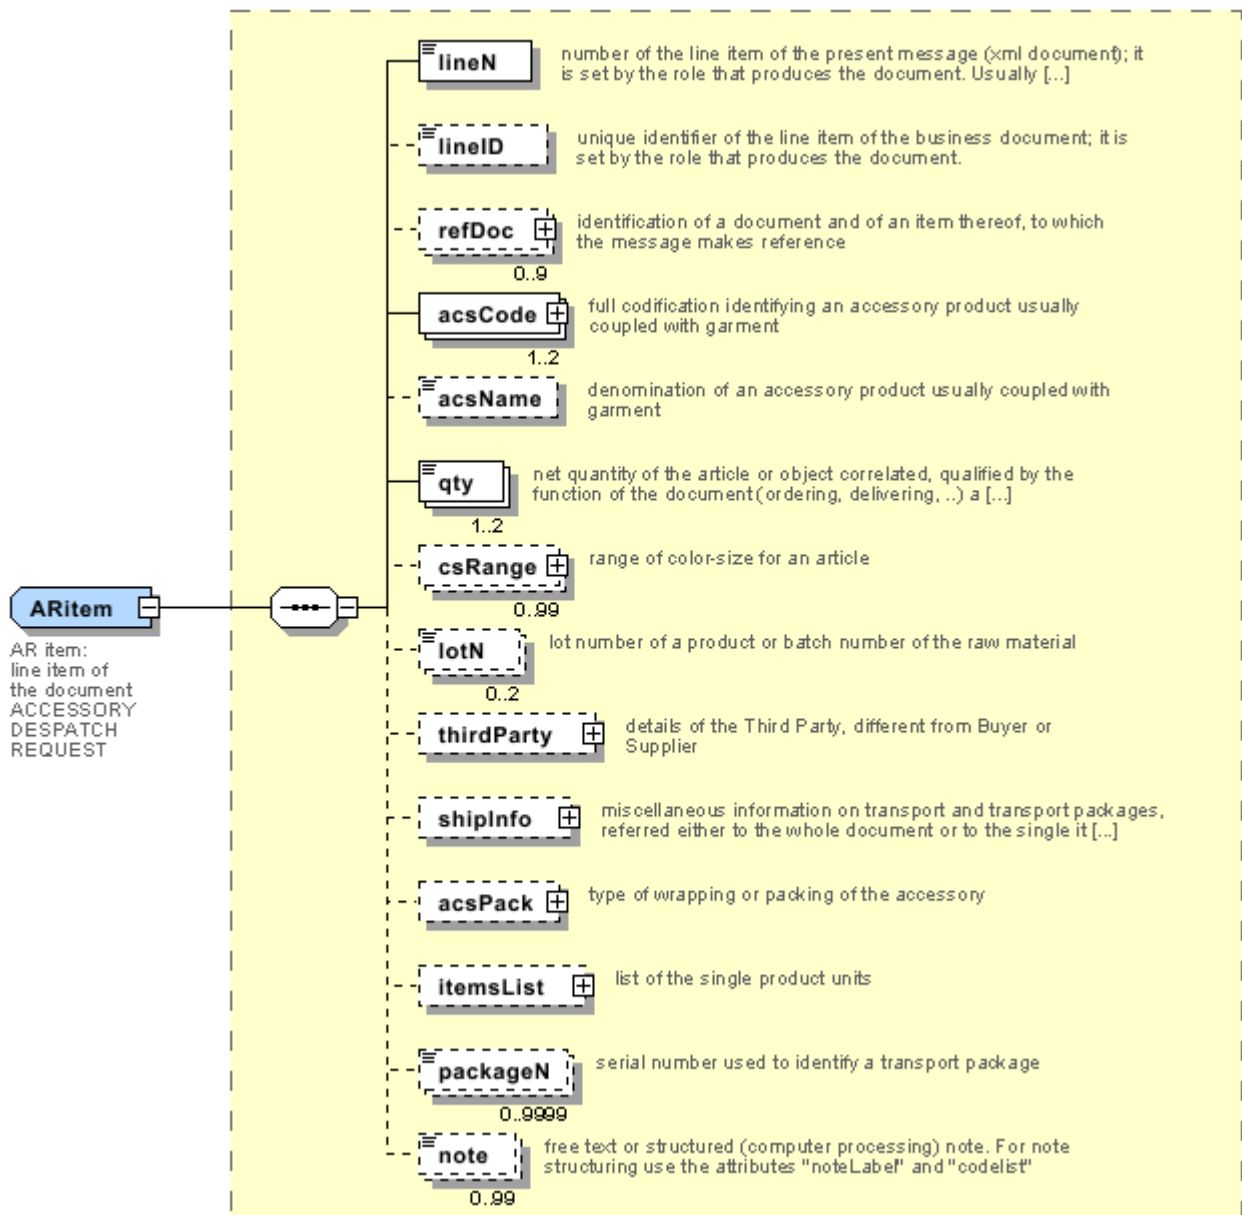 lineN
number of the line item of the present message (xml document); it
is set by the role that produces the document. Usually [...]
lineID
unique identifier of the line item of the business document; it is
set by the role that produces the document.
refDoc
0..9
identification of a document and of an item thereof, to which
the message makes reference
acsCode
1..2
full codification identifying an accessory product usually
coupled with garment
acsName
denomination of an accessory product usually coupled with
garment
qty
1..2
net quantity of the article or object correlated, qualified by the
function of the document (ordering, delivering, ..) a [...]
csRange
0..99
range of color-size for an article
ARitem
AR item:
line item of
the document
ACCESSORY
DESPATCH
REQUEST
lotN
0..2
lot number of a product or batch number of the raw material
thirdParty
details of the Third Party, different from Buyer or
Supplier
shipInfo
miscellaneous information on transport and transport packages,
referred either to the whole document or to the single it [...]
acsPack
type of wrapping or packing of the accessory
itemsList
list of the single product units
packageN
0..9999
serial number used to identify a transport package
note
0..99
free text or structured (computer processing) note. For note
structuring use the attributes "noteLabel" and "codelist"